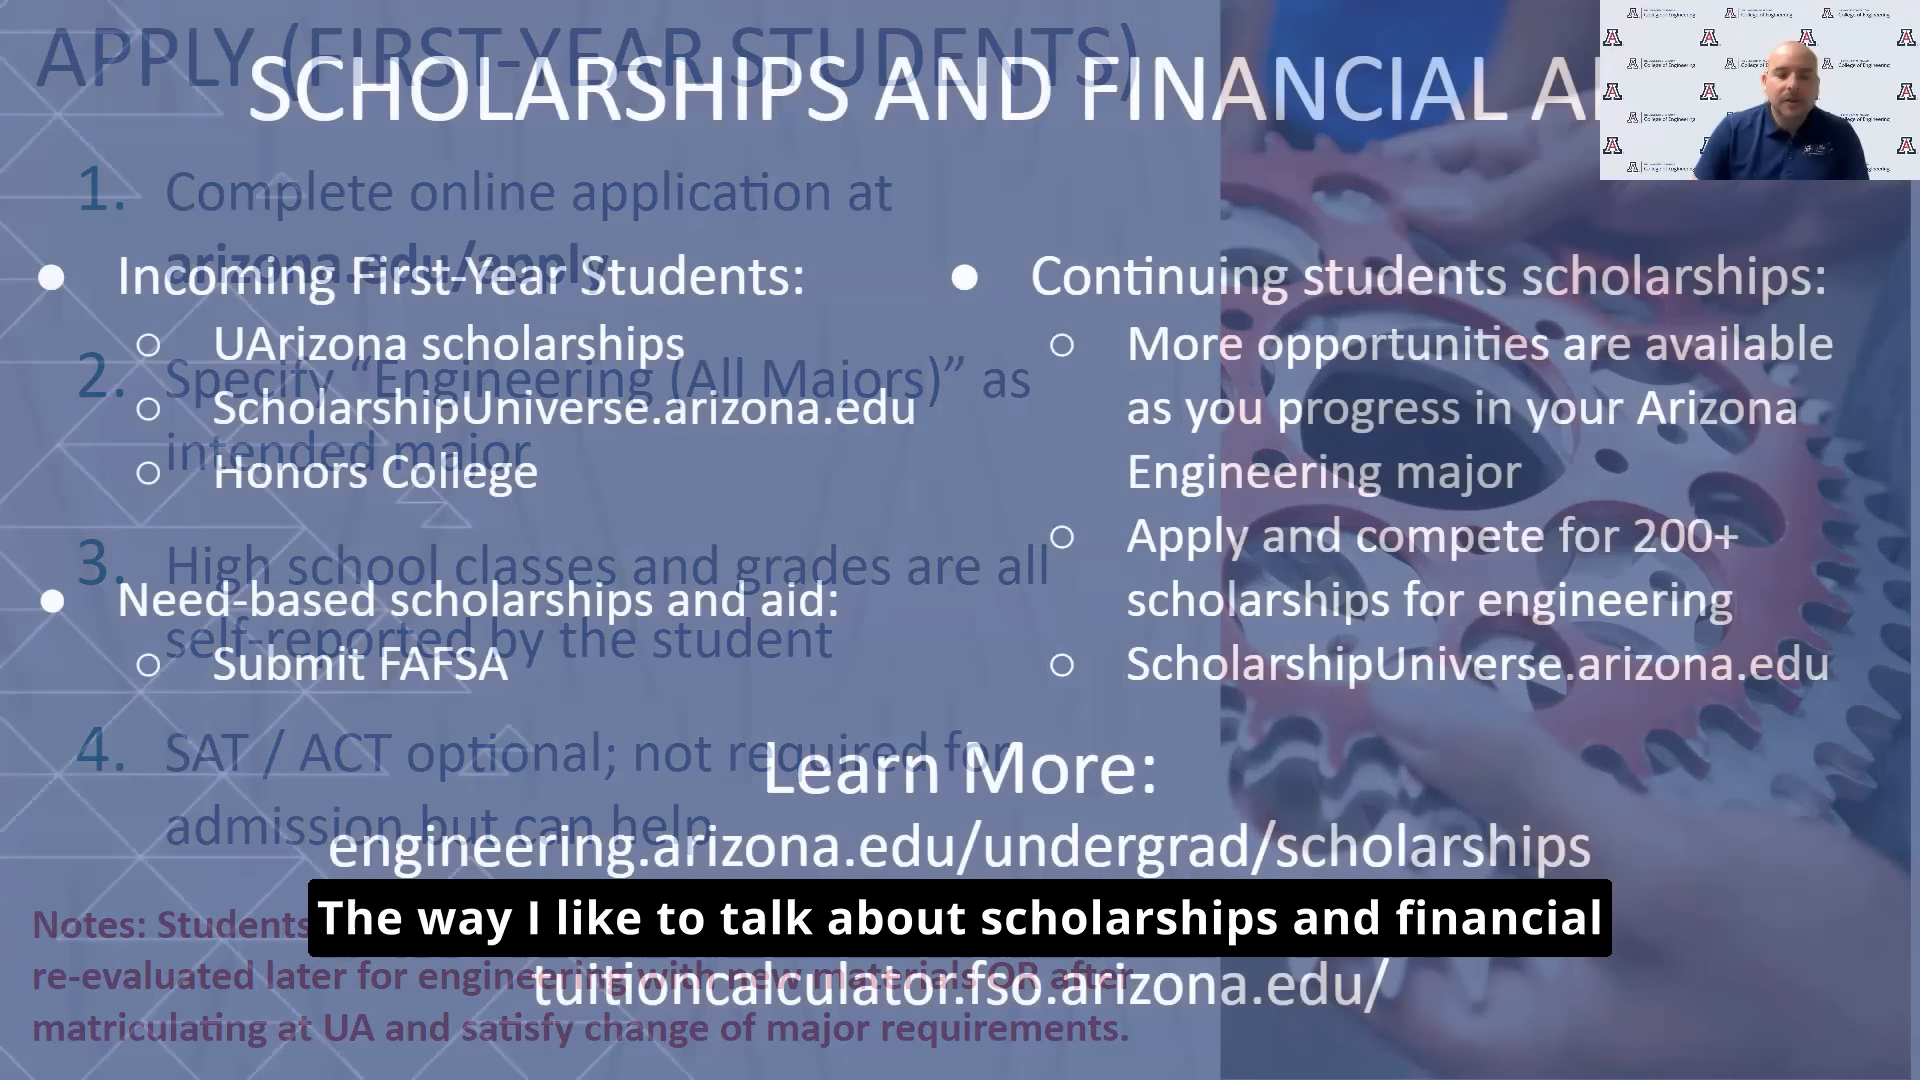 APPLY (FIRST-YEAR STUDENTS)
SCHOLARSHIPS AND FINANCIAL A
1. Complete online application at
arizona.edu/apply
2. Specify “Engineering (All Majors)” as
intended major
3. High school classes and grades are all
self-reported by the student
4. SAT / ACT optional; not required for
admission but can help
Notes: Students
re-evaluated later for engineering with new materials OR after
matriculating at UA and satisfy change of major requirements.
● Incoming First-Year Students:
○ UArizona scholarships
○ ScholarshipUniverse.arizona.edu
○ Honors College
● Need-based scholarships and aid:
○ Submit FAFSA
● Continuing students scholarships:
○ More opportunities are available
as you progress in your Arizona
Engineering major
○ Apply and compete for 200+
scholarships for engineering
○ ScholarshipUniverse.arizona.edu
Learn More:
engineering.arizona.edu/undergrad/scholarships
The way I like to talk about scholarships and financial
tuitioncalculator.fso.arizona.edu/
A College of Engineering